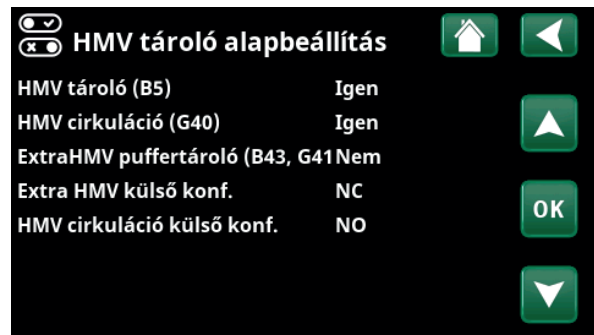 HMV tároló alapbeállítás
HMV tároló (B5) Igen
HMV cirkuláció (G40) Igen
ExtraHMV puffertároló (B43, G41 Nem
Extra HMV külső konf. NC
HMV cirkuláció külső konf. NO
OK